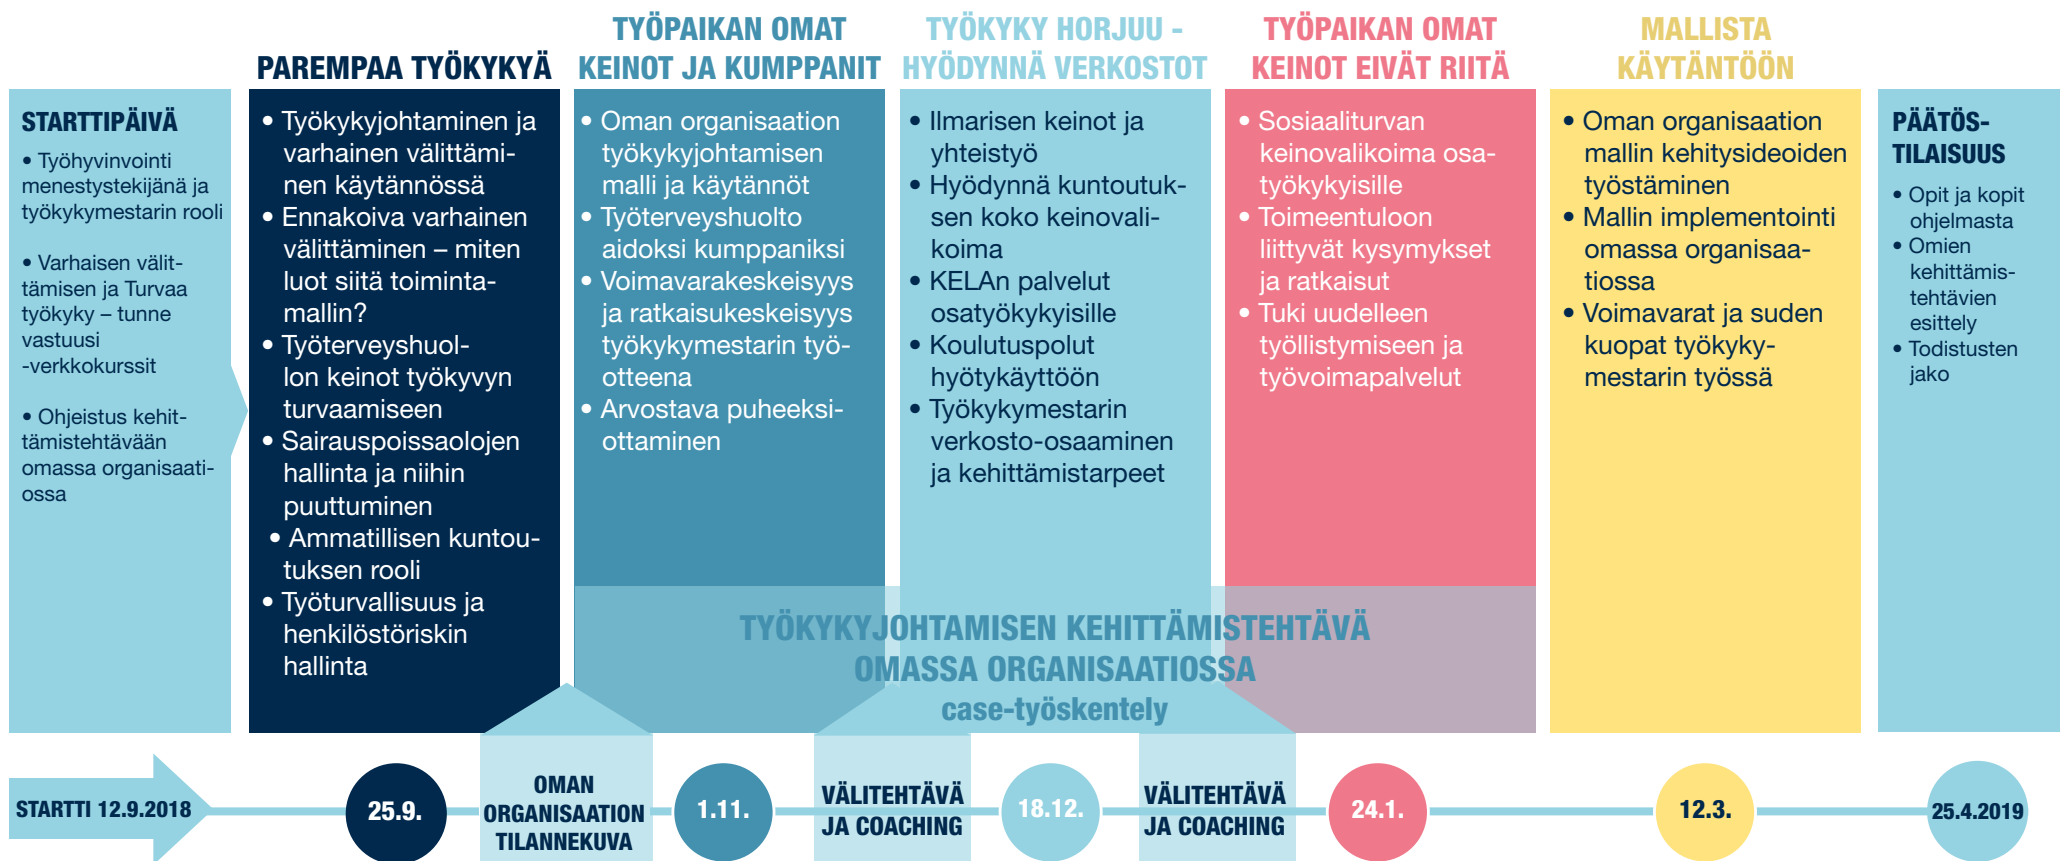 STARTTIPÄIVÄ
• Työhyvinvointi
menestystekijänä ja
työkykymestarin rooli
• Varhaisen välit-
tämisen ja Turvaa
työkyky – tunne
vastuusi
-verkkokurssit
• Ohjeistus kehit-
tämistehtävään
omassa organisaati-
ossa
PAREMPAA TYÖKYKYÄ
• Työkykyjohtaminen ja
varhainen välittämi-
nen käytännössä
• Ennakoiva varhainen
välittäminen – miten
luot siitä toiminta-
mallin?
• Työterveyshuol-
lon keinot työkyvyn
turvaamiseen
• Sairauspoissaolojen
hallinta ja niihin
puuttuminen
• Ammatillisen kuntou-
tuksen rooli
• Työturvallisuus ja
henkilöstöriskin
hallinta
TYÖPAIKAN OMAT
KEINOT JA KUMPPANIT
• Oman organisaation
työkykyjohtamisen
malli ja käytännöt
• Työterveyshuolto
aidoksi kumppaniksi
• Voimavarakeskeisyys
ja ratkaisukeskeisyys
työkykymestarin työ-
otteena
• Arvostava puheeksi-
ottaminen
TYÖKYKY HORJUU -
HYÖDYNNÄ VERKOSTOT
• Ilmarisen keinot ja
yhteistyö
• Hyödynnä kuntoutuk-
sen koko keinovali-
koima
• KELAn palvelut
osatyökykyisille
• Koulutuspolut
hyötykäyttöön
• Työkykymestarin
verkosto-osaaminen
ja kehittämistarpeet
TYÖPAIKAN OMAT
KEINOT EIVÄT RIITÄ
• Sosiaaliturvan
keinovalikoima osa-
työkykyisille
• Toimeentuloon
liittyvät kysymykset
ja ratkaisut
• Tuki uudelleen
työllistymiseen ja
työvoimapalvelut
MALLISTA
KÄYTÄNTÖÖN
• Oman organisaation
mallin kehitysideoiden
työstäminen
• Mallin implementointi
omassa organisaa-
tiossa
• Voimavarat ja suden
kuopat työkyky-
mestarin työssä
PÄÄTÖS-
TILAISUUS
• Opit ja kopit
ohjelmasta
• Omien
kehittämis-
tehtävien
esittely
• Todistusten
jako
TYÖKYKYJOHTAMISEN KEHITTÄMISTEHTÄVÄ
OMASSA ORGANISAATIOSSA
case-työskentely
STARTTI 12.9.2018
25.9.
OMAN
ORGANISAATION
TILANNEKUVA
1.11.
VÄLITEHTÄVÄ
JA COACHING
18.12.
VÄLITEHTÄVÄ
JA COACHING
24.1.
12.3.
25.4.2019